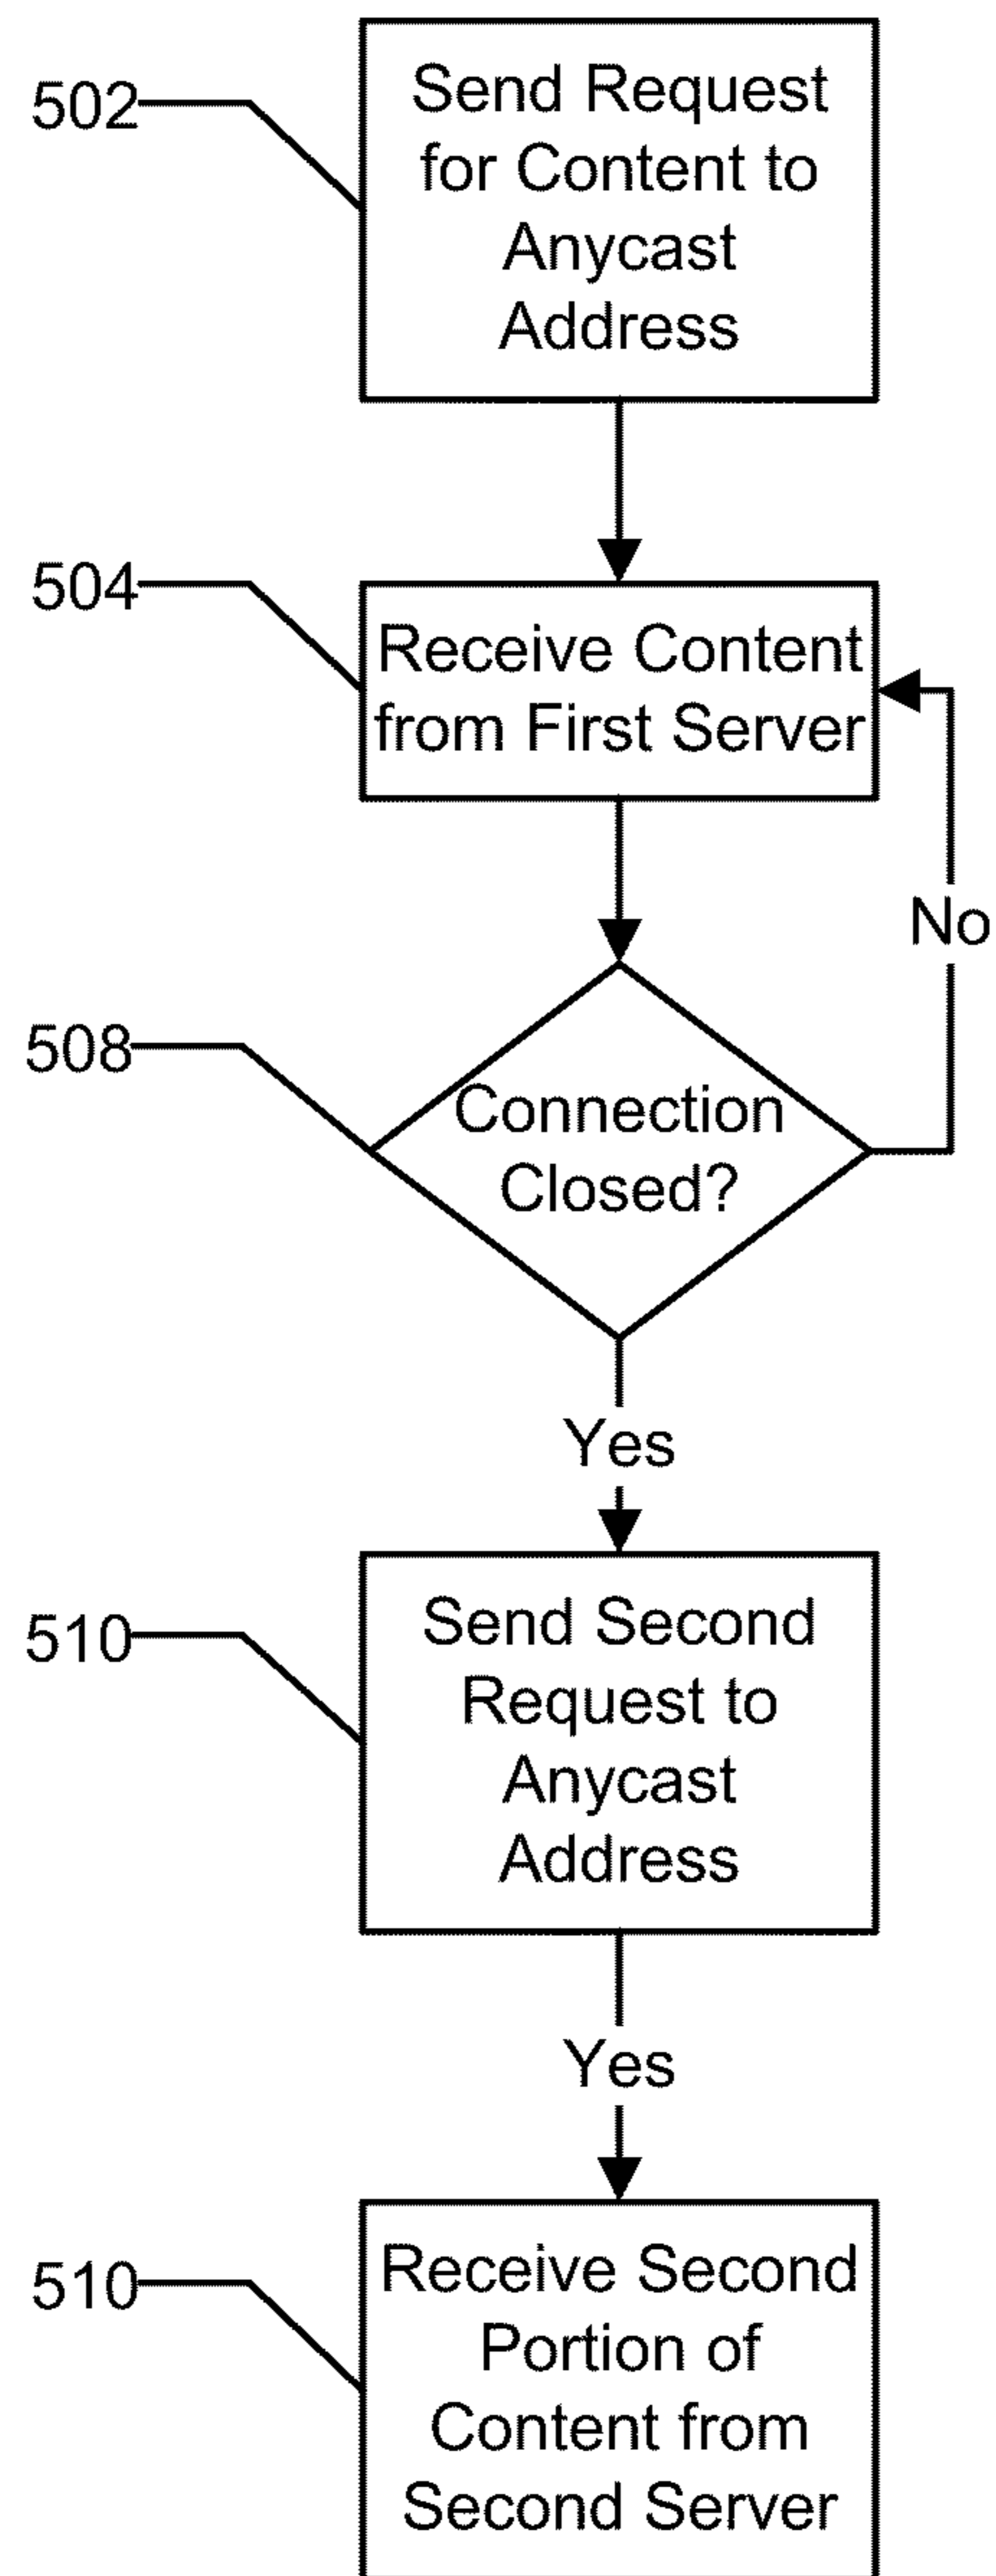 502
Send Request
for Content to
Anycast
Address
504
Receive Content
from First Server
No
508
Connection
Closed?
Yes
510
Send Second
Request to
Anycast
Address
Yes
510
Receive Second
Portion of
Content from
Second Server